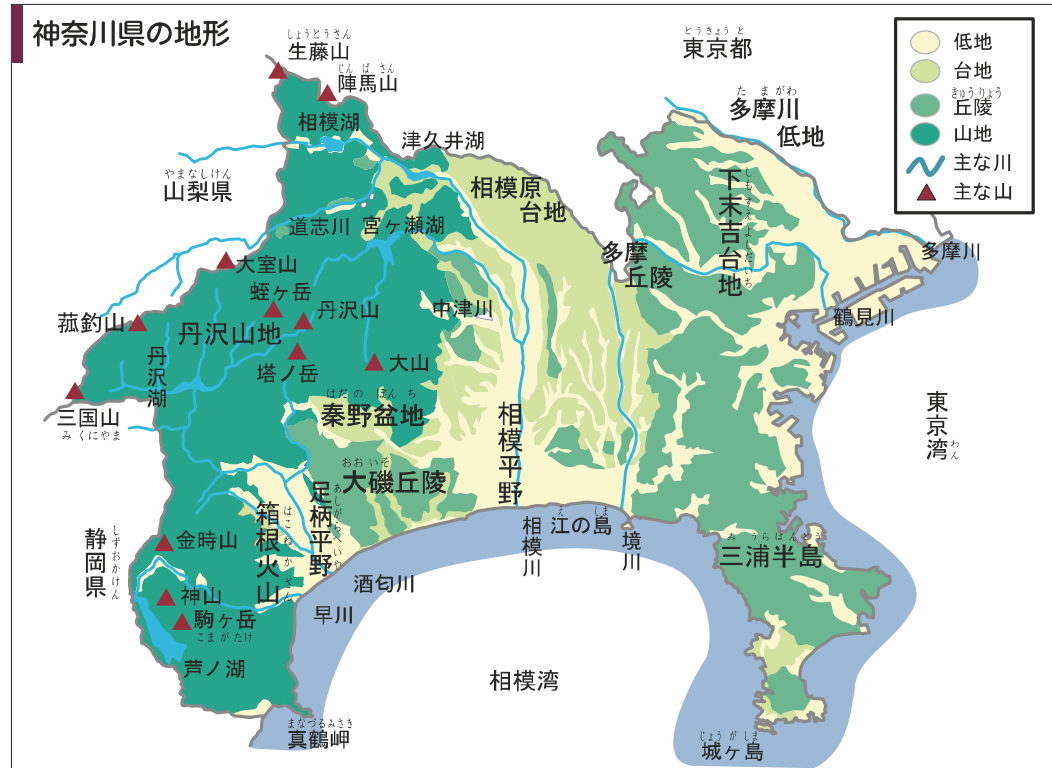 神奈川県の地形
しょうとうさん
生藤山
じんばさん
陣馬山
相模湖
津久井湖
とうきょうと
東京都
たまがわ
多摩川
低地
低地
台地
きゅうりょう
丘陵
山地
主な川
主な山
やまなしけん
山梨県
相模原
台地
しもすえよしだいち
下末吉台地
道志川
宮ヶ瀬湖
多摩
丘陵
多摩川
大室山
蛭ヶ岳
丹沢山
中津川
鶴見川
菰釣山
丹沢山地
塔ノ岳
大山
丹沢湖
三国山
みくにやま
はだのぼんち
秦野盆地
相模平野
東京湾
わん
おおいそ
大磯丘陵
あしがらへいや
足柄平野
はこねかざん
箱根火山
しずおかけん
静岡県
金時山
神山
駒ヶ岳
こまがたけ
芦ノ湖
早川
酒匂川
相模川
えしま
江の島
境川
みうらはんとう
三浦半島
相模湾
まなづるみさき
真鶴岬
じょうがしま
城ヶ島